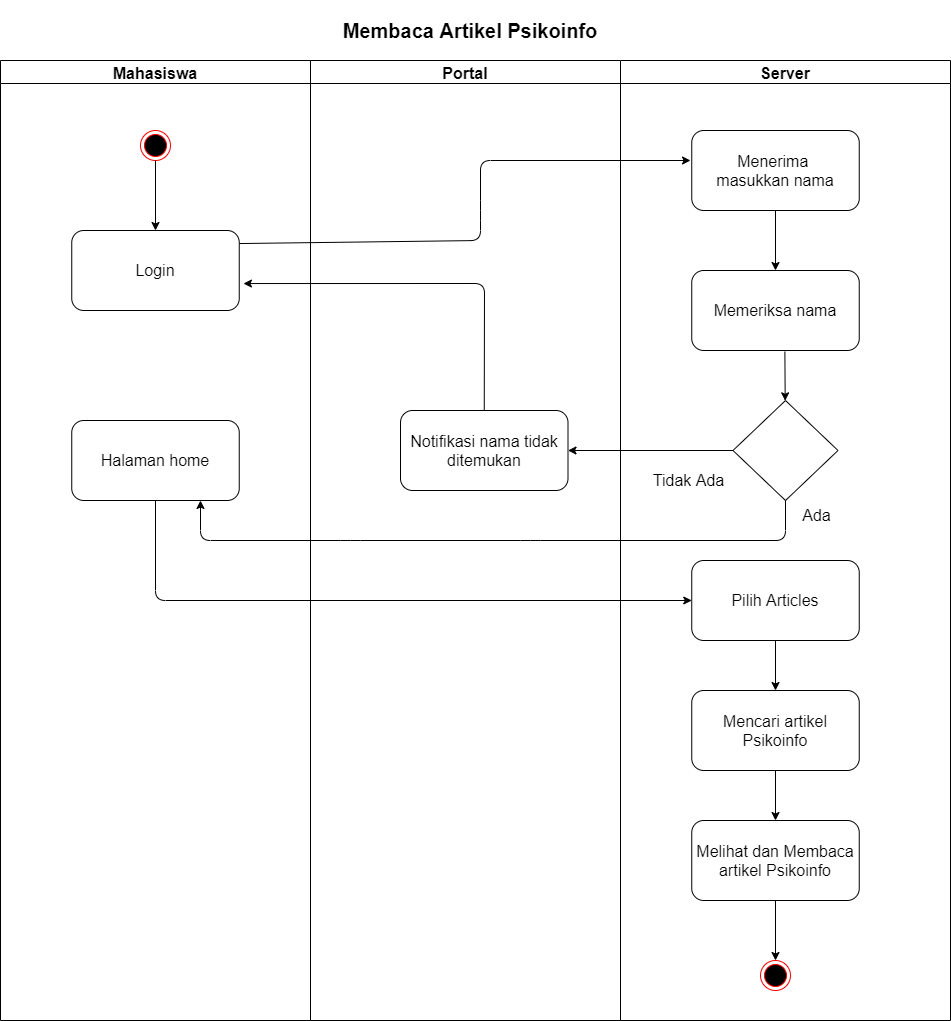 Membaca Artikel Psikoinfo
Mahasiswa
Portal
Server
Menerima
masukkan nama
Login
Memeriksa nama
Notifikasi nama tidak
ditemukan
Halaman home
Tidak Ada
Ada
Pilih Articles
Mencari artikel
Psikoinfo
Melihat dan Membaca
artikel Psikoinfo